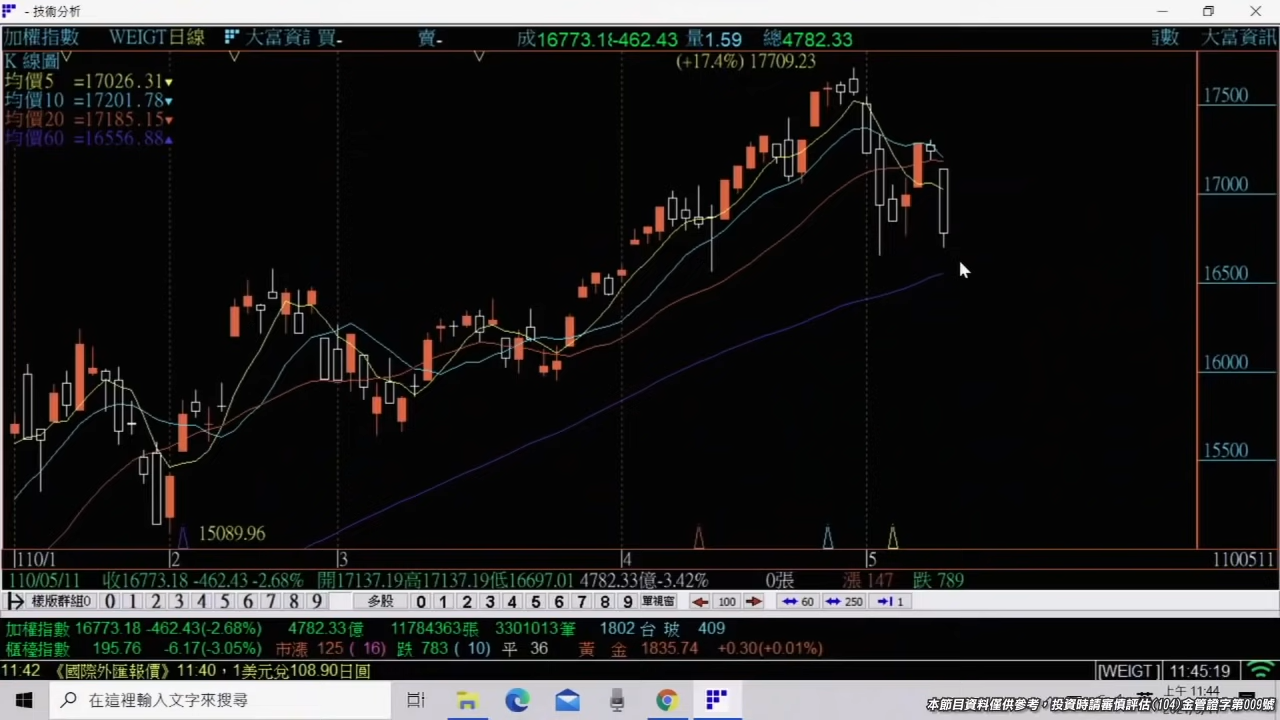 - 技術分析
加權指數 WEIGT日線 大富資訊 買- 賣- 成16773.18 -462.43 量1.59 總4782.33 指數 大富資訊
K 線圖 (+17.4%) 17709.23
均價5 =17026.31▼
均價10 =17201.78▼
均價20 =17185.15▼
均價60 =16556.88▲
17500
17000
16500
16000
15500
15089.96
110/1 2 3 4 5 1100511
110/05/11 收16773.18 -462.43 -2.68% 開17137.19高17137.19低16697.01 4782.33億-3.42% 0張 漲 147 跌 789
樣版群組0 0 1 2 3 4 5 6 7 8 9 多股 0 1 2 3 4 5 6 7 8 9 單視窗 100 60 250 1
加權指數 16773.18 -462.43(-2.68%) 4782.33億 11784363張 3301013筆 1802 台 玻 409
櫃檯指數 195.76 -6.17(-3.05%) 市漲 125 ( 16) 跌 783 ( 10) 平 36 黃 金 1835.74 +0.30(+0.01%)
11:42 《國際外匯報價》11:40，1美元兌108.90日圓 [WEIGT ] 11:45:19
在這裡輸入文字來搜尋
上午 11:44
本節目資料僅供參考，投資時請審慎評估(104)金管證字第009號